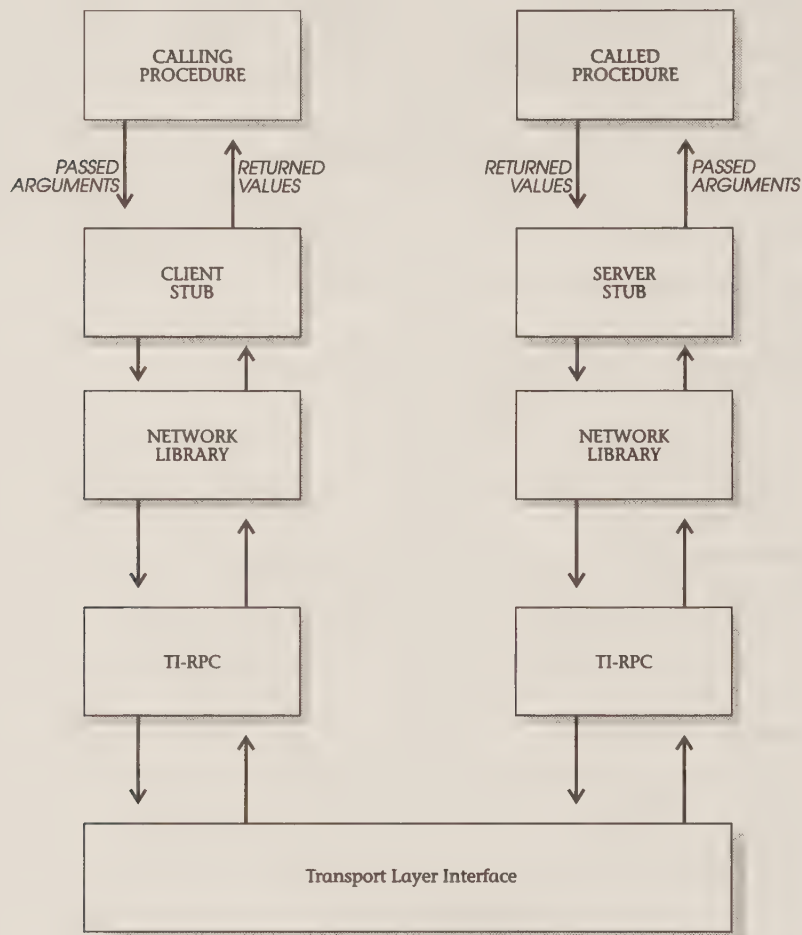 CALLING
PROCEDURE
CALLED
PROCEDURE
PASSED
ARGUMENTS
RETURNED
VALUES
RETURNED
VALUES
PASSED
ARGUMENTS
CLIENT
STUB
SERVER
STUB
NETWORK
LIBRARY
NETWORK
LIBRARY
TI-RPC
TI-RPC
Transport Layer Interface